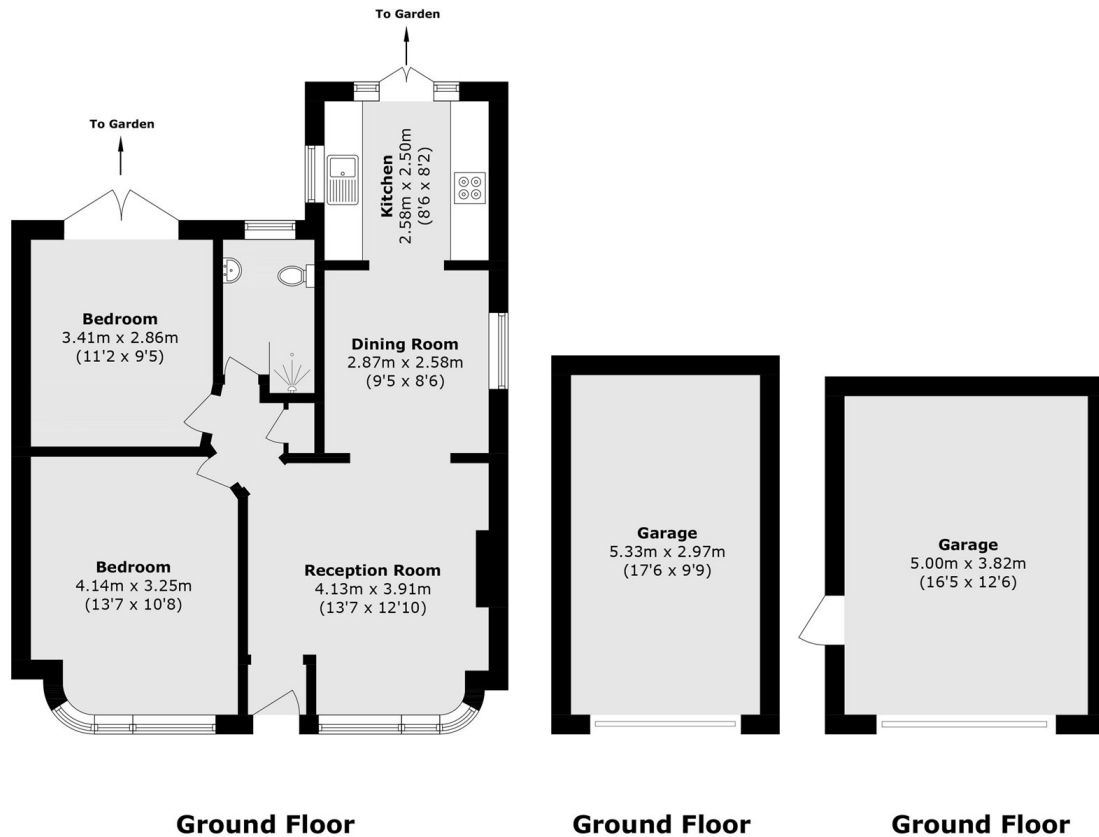 To Garden
To Garden
Kitchen
2.58m x 2.50m
(8'6 x 8'2)
Bedroom
3.41m x 2.86m
(11'2 x 9'5)
Dining Room
2.87m x 2.58m
(9'5 x 8'6)
Bedroom
4.14m x 3.25m
(13'7 x 10'8)
Reception Room
4.13m x 3.91m
(13'7 x 12'10)
Garage
5.33m x 2.97m
(17'6 x 9'9)
Garage
5.00m x 3.82m
(16'5 x 12'6)
Ground Floor
Ground Floor
Ground Floor